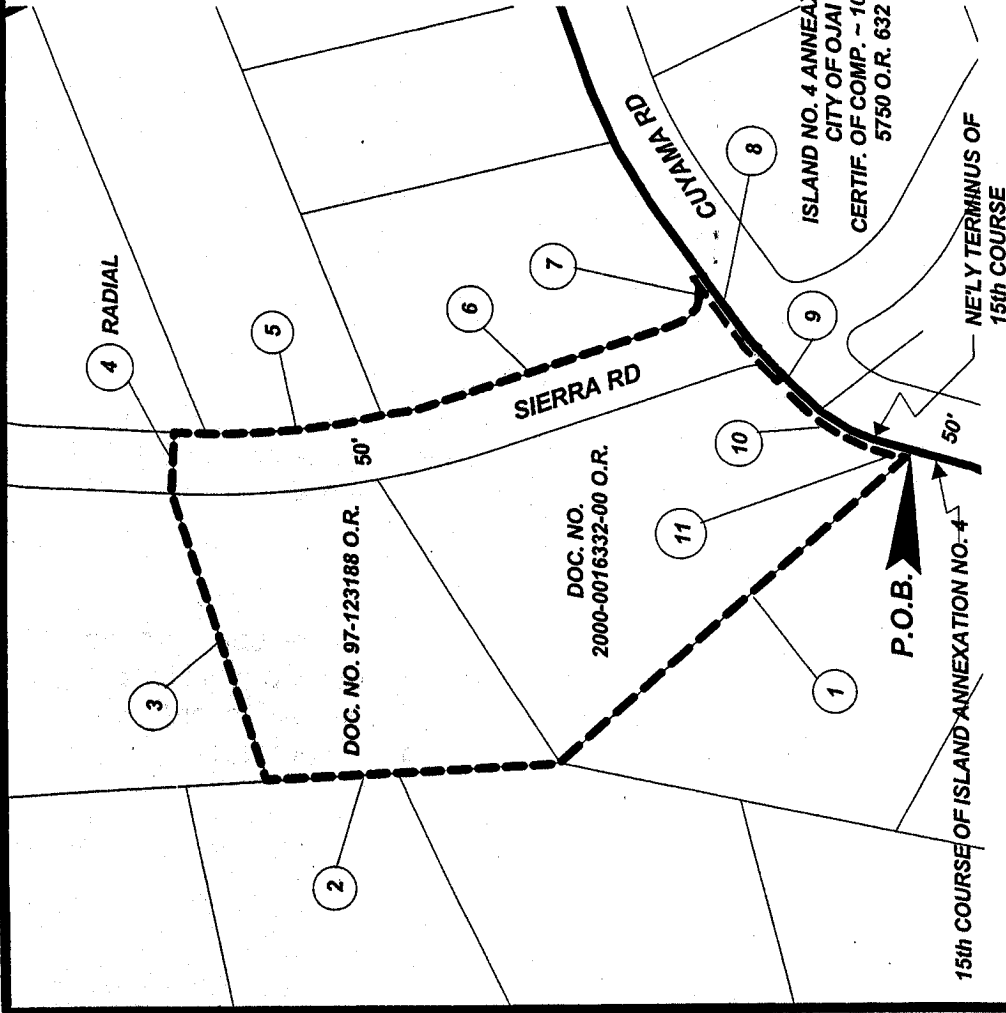 4
RADIAL
5
6
7
8
9
10
11
3
2
1
CUYAMA RD
SIERRA RD
50'
DOC. NO. 97-123188 O.R.
DOC. NO.
2000-0016332-00 O.R.
ISLAND NO. 4 ANNEA
CITY OF OJAI
CERTIF. OF COMP. ~ 10
5750 O.R. 632
P.O.B.
NE'LY TERMINUS OF
15th COURSE
50'
15th COURSE OF ISLAND ANNEXATION NO. 4